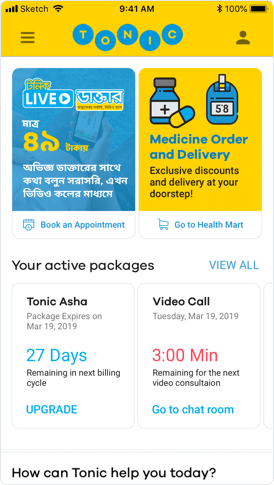 Sketch
9:41 AM
100%
TONIC
টনিক
LIVE ডাক্তার
মাত্র
৪৯ টাকায়
অভিজ্ঞ ডাক্তারের সাথে
কথা বলুন সরাসরি, এখন
ভিডিও কলের মাধ্যমে
5.8
Medicine Order
and Delivery
Exclusive discounts
and delivery at your
doorstep!
Book an Appointment
Go to Health Mart
Your active packages
VIEW ALL
Tonic Asha
Package Expires on
Mar 19, 2019
27 Days
Remaining in next billing
cycle
UPGRADE
Video Call
Tuesday, Mar 19, 2019
3:00 Min
Remaining for the next
video consultaion
Go to chat room
How can Tonic help you today?